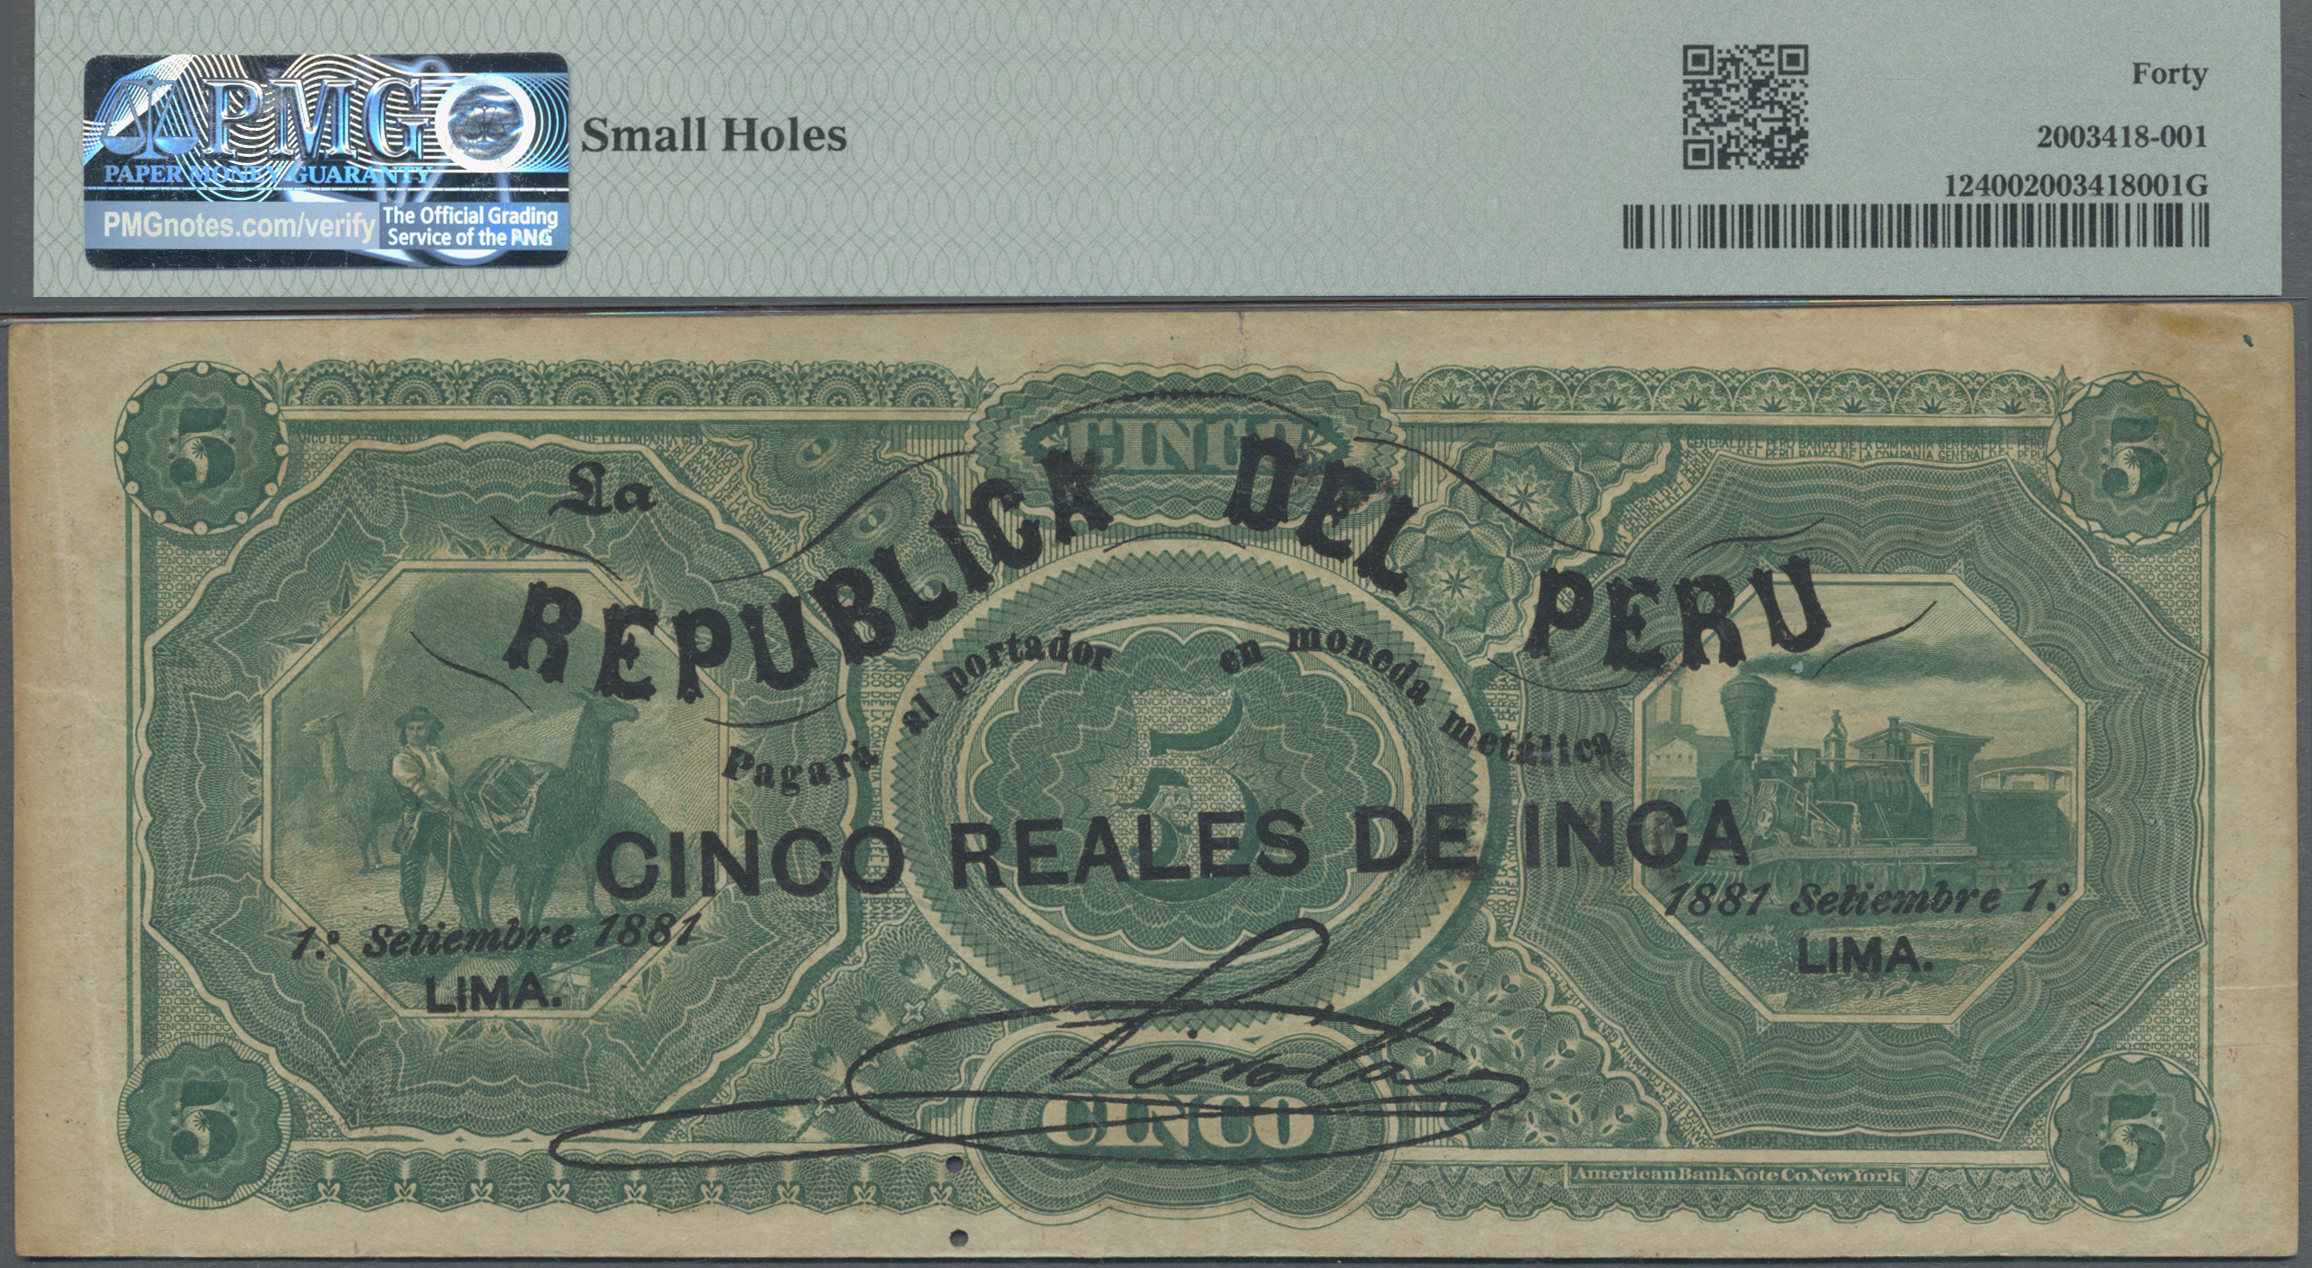 PMG
PAPER MONEY GUARANTY
PMGnotes.com/verify
The Official Grading
Service of the PNG
Small Holes
Forty
2003418-001
124002003418001G
5
CINCO
5
La
REPUBLICA DEL PERU
Pagará al portador en moneda metálica
5
CINCO REALES DE INCA
1.º Setiembre 1881
LIMA.
1881 Setiembre 1.º
LIMA.
5
CINCO
5
American Bank Note Co. New York